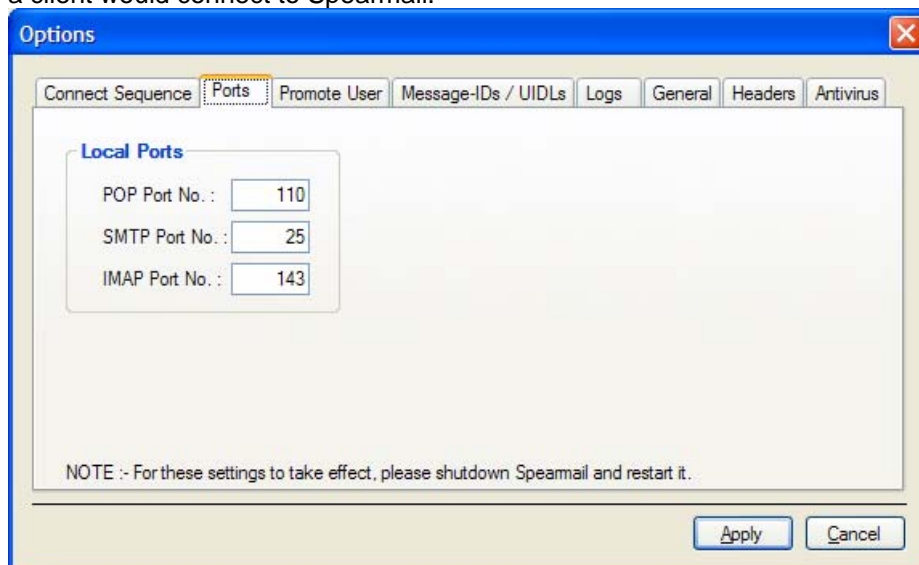 a client would connect to Spearmail.
Options
Connect Sequence Ports Promote User Message-IDs / UIDLs Logs General Headers Antivirus
Local Ports
POP Port No. : 110
SMTP Port No. : 25
IMAP Port No. : 143
NOTE :- For these settings to take effect, please shutdown Spearmail and restart it.
Apply Cancel